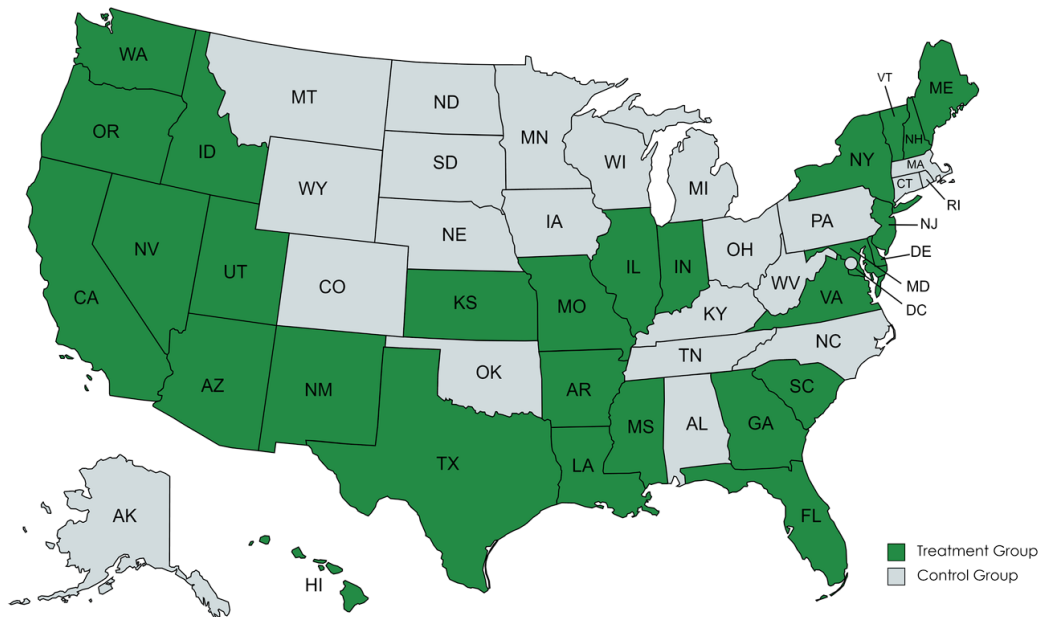 WA
MT
ND
MN
VT
ME
OR
ID
SD
WI
MI
NY
NH
MA
CT
RI
WY
IA
NE
PA
NJ
NV
UT
CO
IL
IN
OH
DE
CA
KS
MO
WV
VA
MD
DC
KY
NC
AZ
NM
OK
AR
TN
SC
MS
AL
GA
TX
LA
FL
AK
HI
Treatment Group
Control Group